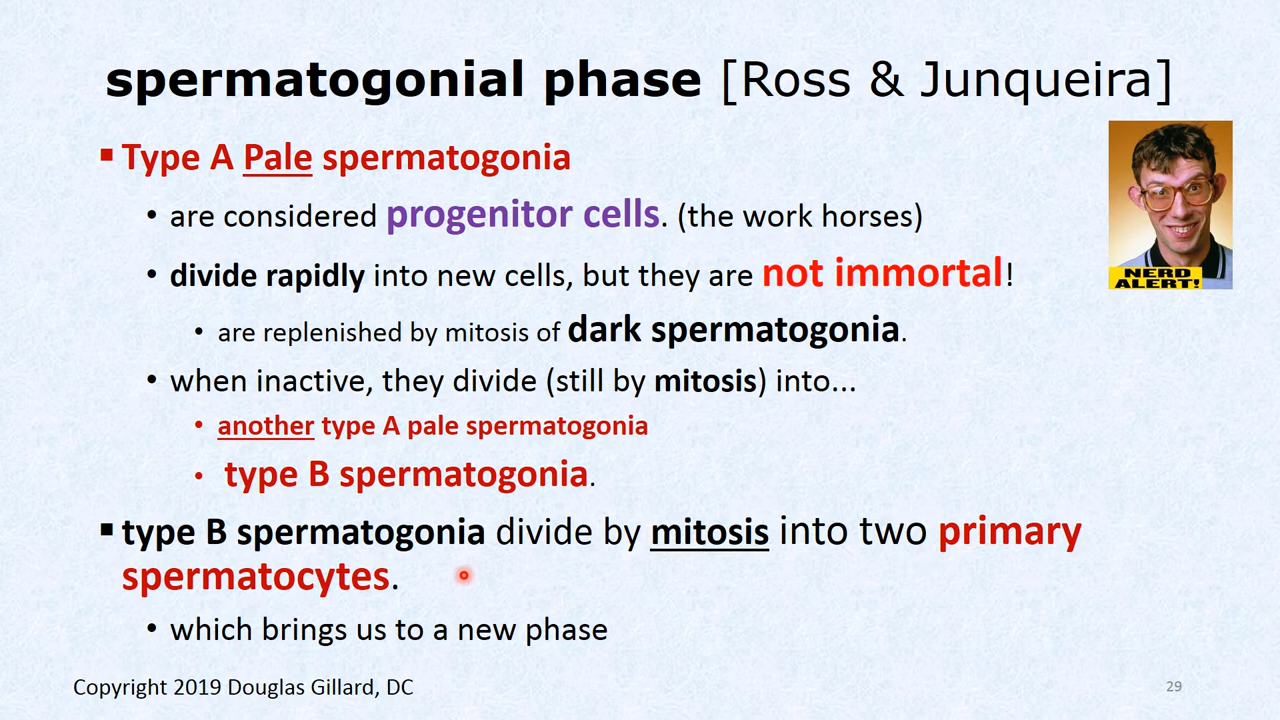 spermatogonial phase [Ross & Junqueira]
▪ Type A Pale spermatogonia
• are considered progenitor cells. (the work horses)
• divide rapidly into new cells, but they are not immortal!
• are replenished by mitosis of dark spermatogonia.
• when inactive, they divide (still by mitosis) into...
• another type A pale spermatogonia
• type B spermatogonia.
▪ type B spermatogonia divide by mitosis into two primary
spermatocytes.
• which brings us to a new phase
NERD
ALERT!
Copyright 2019 Douglas Gillard, DC
29